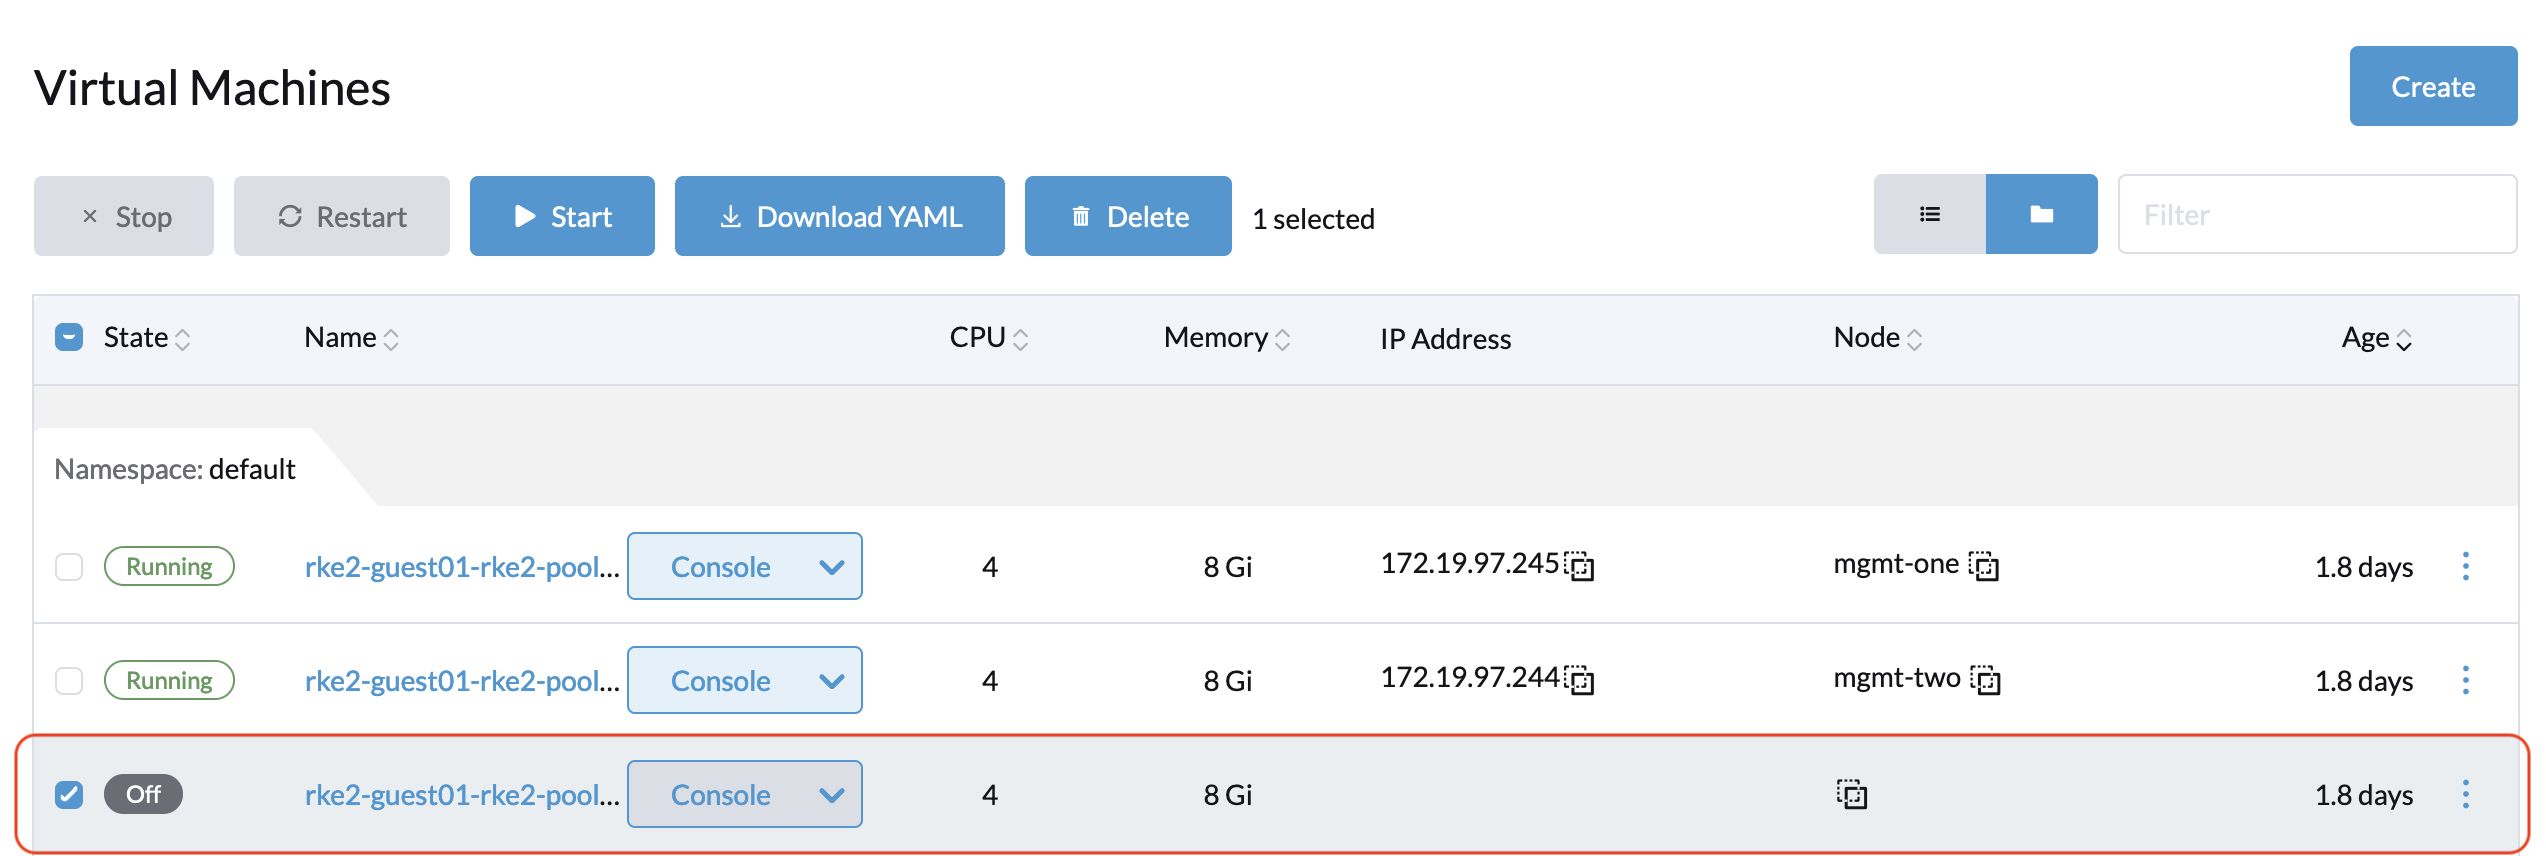 Virtual Machines
Create
Stop Restart Start Download YAML Delete 1 selected Filter
State Name CPU Memory IP Address Node Age
Namespace: default
Running rke2-guest01-rke2-pool... Console 4 8 Gi 172.19.97.245 mgmt-one 1.8 days
Running rke2-guest01-rke2-pool... Console 4 8 Gi 172.19.97.244 mgmt-two 1.8 days
Off rke2-guest01-rke2-pool... Console 4 8 Gi 1.8 days